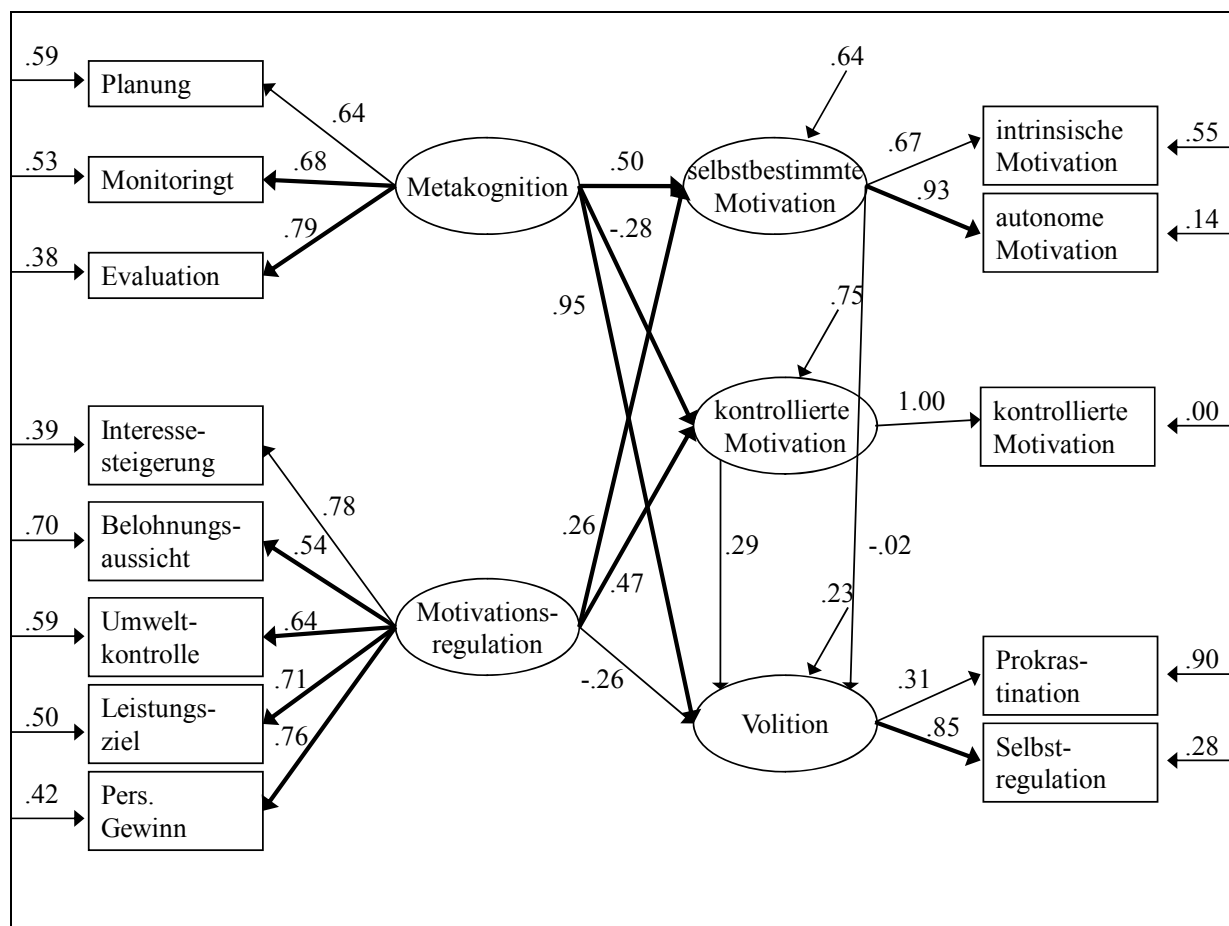 .59
Planung
.64
.53
Monitoringt
.68
.38
Evaluation
.79
Metakognition
.50
-.28
.95
.64
selbstbestimmte
Motivation
.67
intrinsische
Motivation
.55
.93
autonome
Motivation
.14
.75
kontrollierte
Motivation
1.00
kontrollierte
Motivation
.00
.39
Interesse-
steigerung
.78
.70
Belohnungs-
aussicht
.54
.59
Umwelt-
kontrolle
.64
.50
Leistungs-
ziel
.71
.42
Pers.
Gewinn
.76
Motivations-
regulation
.26
.47
-.26
.29
-.02
.23
Volition
.31
Prokras-
tination
.90
.85
Selbst-
regulation
.28